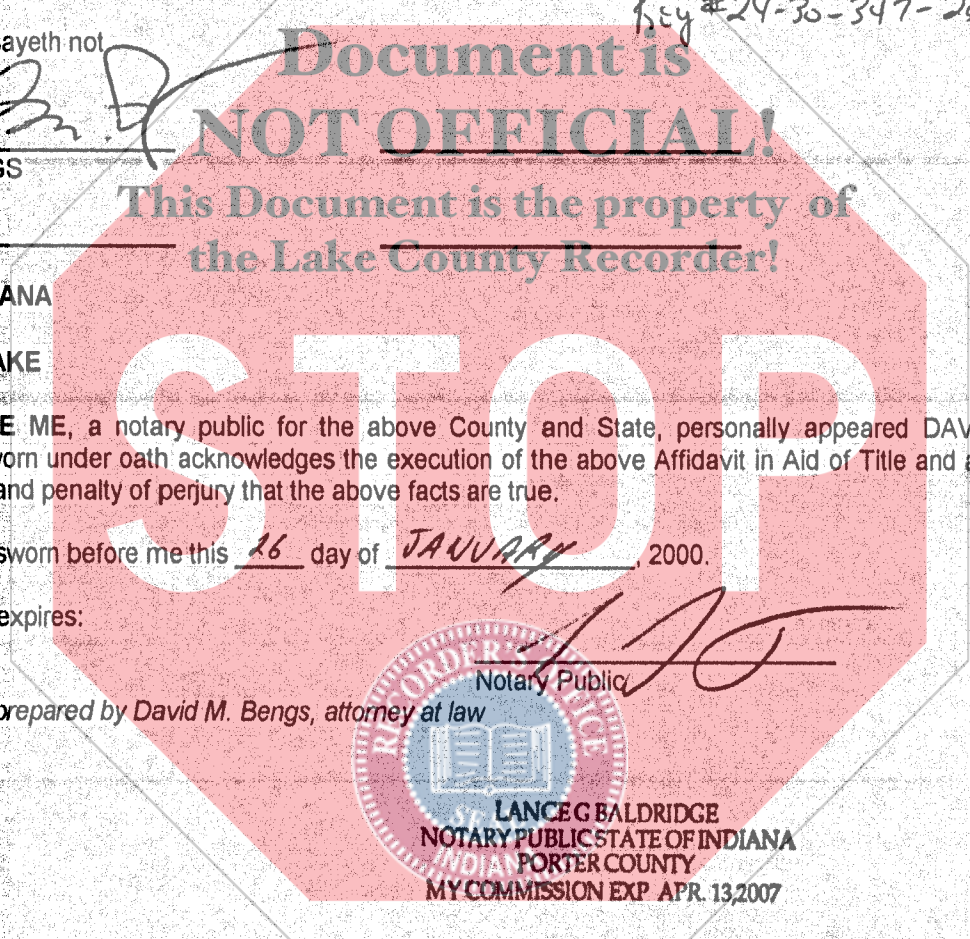 Key #24-30-347-
sayeth not
Document is
NOT OFFICIAL!
GS
This Document is the property of
the Lake County Recorder!
ANA
AKE
STOP
E ME, a notary public for the above County and State, personally appeared DAV
vorn under oath acknowledges the execution of the above Affidavit in Aid of Title and a
and penalty of perjury that the above facts are true.
sworn before me this 26 day of JANUARY, 2000.
expires:
Notary Public
prepared by David M. Bengs, attorney at law
RECORDER'S OFFICE
SEAL
INDIANA
LANCE G BALDRIDGE
NOTARY PUBLIC STATE OF INDIANA
PORTER COUNTY
MY COMMISSION EXP APR. 13,2007